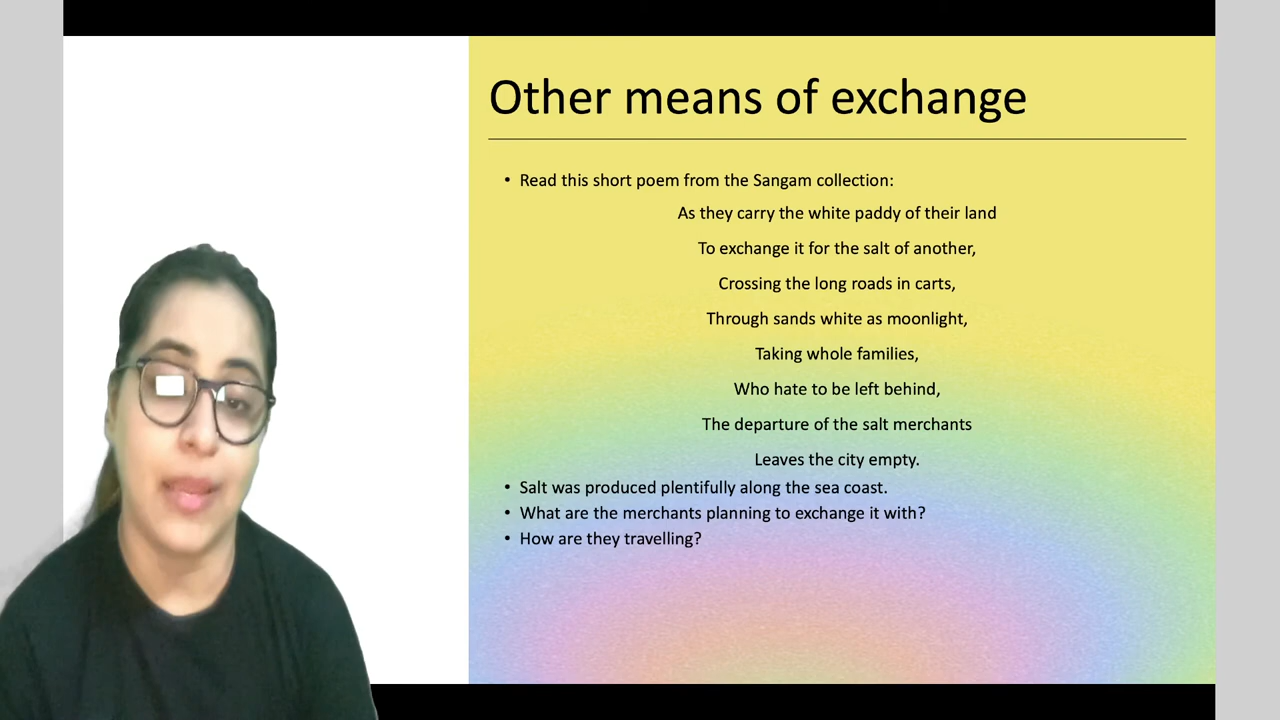 Other means of exchange
• Read this short poem from the Sangam collection:
As they carry the white paddy of their land
To exchange it for the salt of another,
Crossing the long roads in carts,
Through sands white as moonlight,
Taking whole families,
Who hate to be left behind,
The departure of the salt merchants
Leaves the city empty.
• Salt was produced plentifully along the sea coast.
• What are the merchants planning to exchange it with?
• How are they travelling?